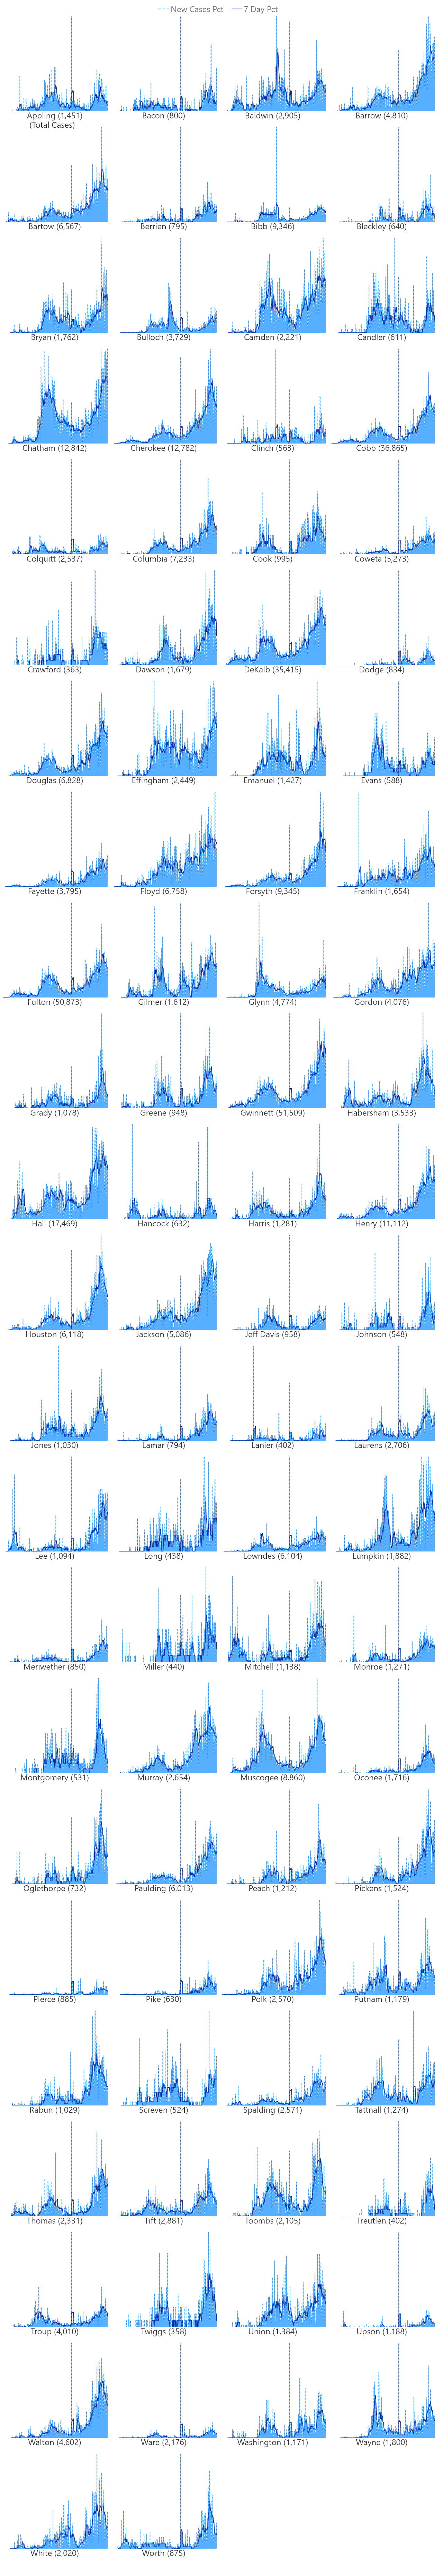 New Cases Pct 7 Day Pct
Appling (1,451) Bacon (800) Baldwin (2,905) Barrow (4,810)
(Total Cases)
Bartow (6,567) Berrien (795) Bibb (9,346) Bleckley (640)
Bryan (1,762) Bulloch (3,729) Camden (2,221) Candler (611)
Chatham (12,842) Cherokee (12,782) Clinch (563) Cobb (36,865)
Colquitt (2,537) Columbia (7,233) Cook (995) Coweta (5,273)
Crawford (363) Dawson (1,679) DeKalb (35,415) Dodge (834)
Douglas (6,828) Effingham (2,449) Emanuel (1,427) Evans (588)
Fayette (3,795) Floyd (6,758) Forsyth (9,345) Franklin (1,654)
Fulton (50,873) Gilmer (1,612) Glynn (4,774) Gordon (4,076)
Grady (1,078) Greene (948) Gwinnett (51,509) Habersham (3,533)
Hall (17,469) Hancock (632) Harris (1,281) Henry (11,112)
Houston (6,118) Jackson (5,086) Jeff Davis (958) Johnson (548)
Jones (1,030) Lamar (794) Lanier (402) Laurens (2,706)
Lee (1,094) Long (438) Lowndes (6,104) Lumpkin (1,882)
Meriwether (850) Miller (440) Mitchell (1,138) Monroe (1,271)
Montgomery (531) Murray (2,654) Muscogee (8,860) Oconee (1,716)
Oglethorpe (732) Paulding (6,013) Peach (1,212) Pickens (1,524)
Pierce (885) Pike (630) Polk (2,570) Putnam (1,179)
Rabun (1,029) Screven (524) Spalding (2,571) Tattnall (1,274)
Thomas (2,331) Tift (2,881) Toombs (2,105) Treutlen (402)
Troup (4,010) Twiggs (358) Union (1,384) Upson (1,188)
Walton (4,602) Ware (2,176) Washington (1,171) Wayne (1,800)
White (2,020) Worth (875)